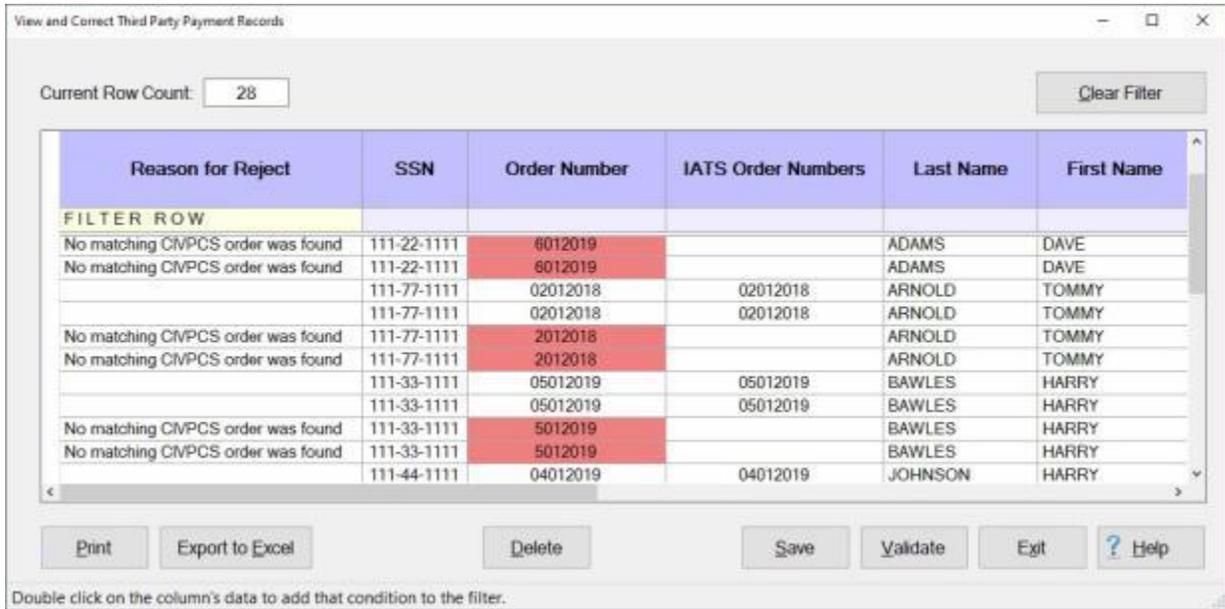 View and Correct Third Party Payment Records
Current Row Count: 28 Clear Filter
Reason for Reject SSN Order Number IATS Order Numbers Last Name First Name
FILTER ROW
No matching CIVPCS order was found 111-22-1111 6012019 ADAMS DAVE
No matching CIVPCS order was found 111-22-1111 6012019 ADAMS DAVE
111-77-1111 02012018 02012018 ARNOLD TOMMY
111-77-1111 02012018 02012018 ARNOLD TOMMY
No matching CIVPCS order was found 111-77-1111 2012018 ARNOLD TOMMY
No matching CIVPCS order was found 111-77-1111 2012018 ARNOLD TOMMY
111-33-1111 05012019 05012019 BAWLES HARRY
111-33-1111 05012019 05012019 BAWLES HARRY
No matching CIVPCS order was found 111-33-1111 5012019 BAWLES HARRY
No matching CIVPCS order was found 111-33-1111 5012019 BAWLES HARRY
111-44-1111 04012019 04012019 JOHNSON HARRY
Print Export to Excel Delete Save Validate Exit ? Help
Double click on the column's data to add that condition to the filter.